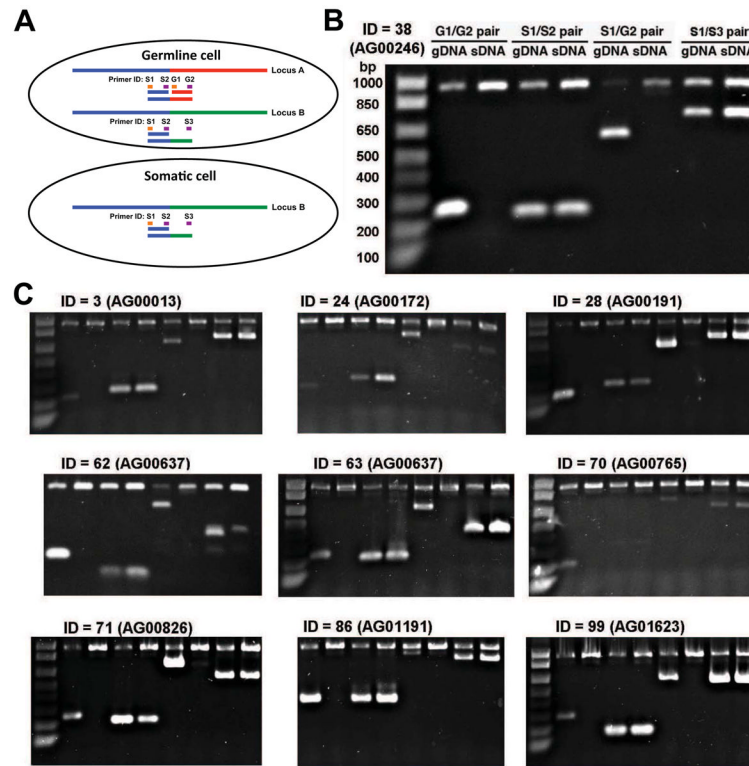 A
Germline cell
Locus A
Primer ID: S1 S2 G1 G2
Locus B
Primer ID: S1 S2 S3
Somatic cell
Locus B
Primer ID: S1 S2 S3
B
ID = 38
(AG00246)
G1/G2 pair S1/S2 pair S1/G2 pair S1/S3 pair
gDNA sDNA gDNA sDNA gDNA sDNA gDNA sDNA
bp
1000
850
650
500
400
300
200
100
C
ID = 3 (AG00013)
ID = 24 (AG00172)
ID = 28 (AG00191)
ID = 62 (AG00637)
ID = 63 (AG00637)
ID = 70 (AG00765)
ID = 71 (AG00826)
ID = 86 (AG01191)
ID = 99 (AG01623)